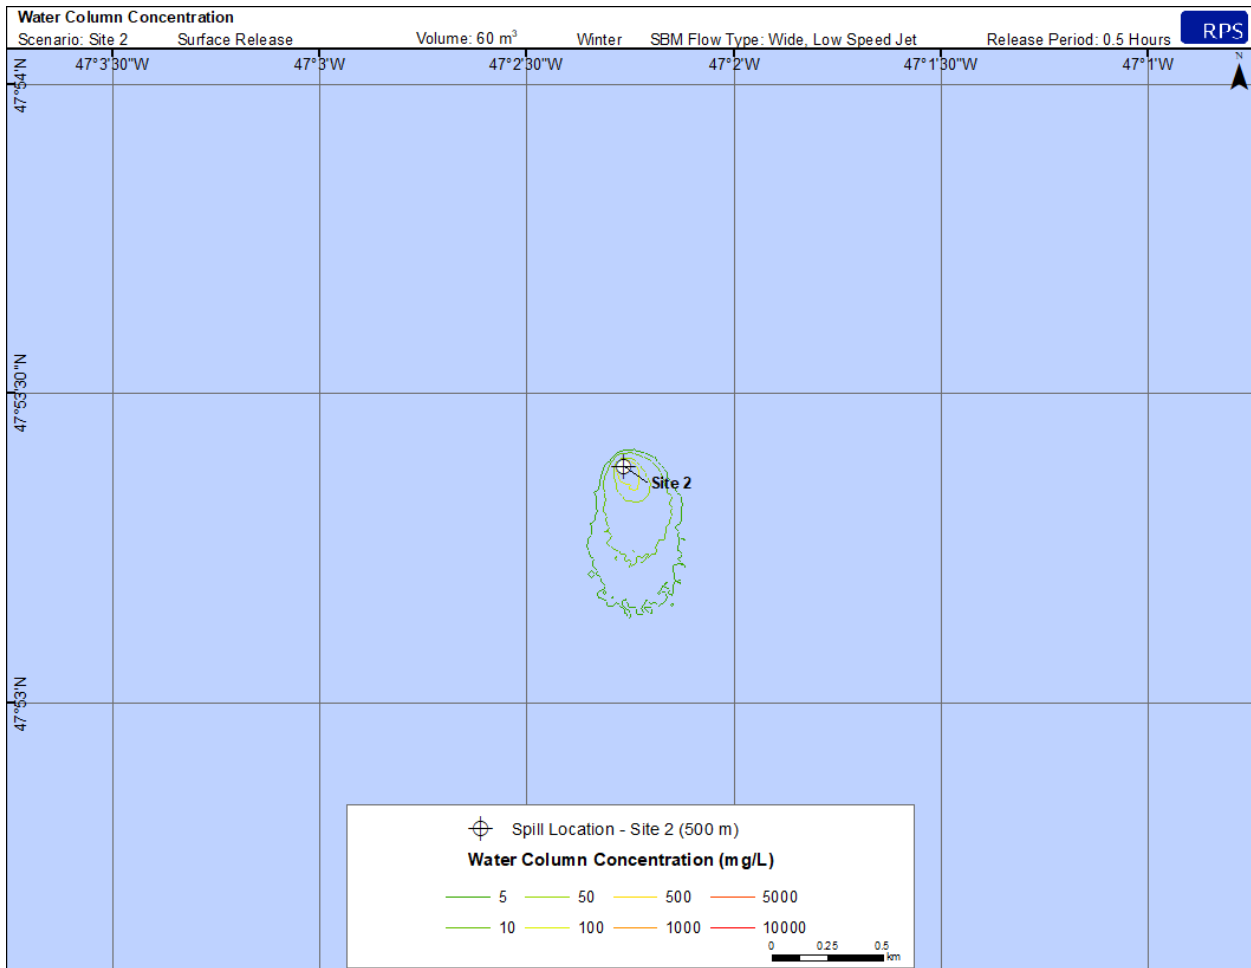 Water Column Concentration
Scenario: Site 2 Surface Release Volume: 60 m³ Winter SBM Flow Type: Wide, Low Speed Jet Release Period: 0.5 Hours
RPS
47°3'30"W 47°3'W 47°2'30"W 47°2'W 47°1'30"W 47°1'W
N
47°54'N
47°53'30"N
Site 2
47°53'N
Spill Location - Site 2 (500 m)
Water Column Concentration (mg/L)
5 50 500 5000
10 100 1000 10000
0 0.25 0.5
km